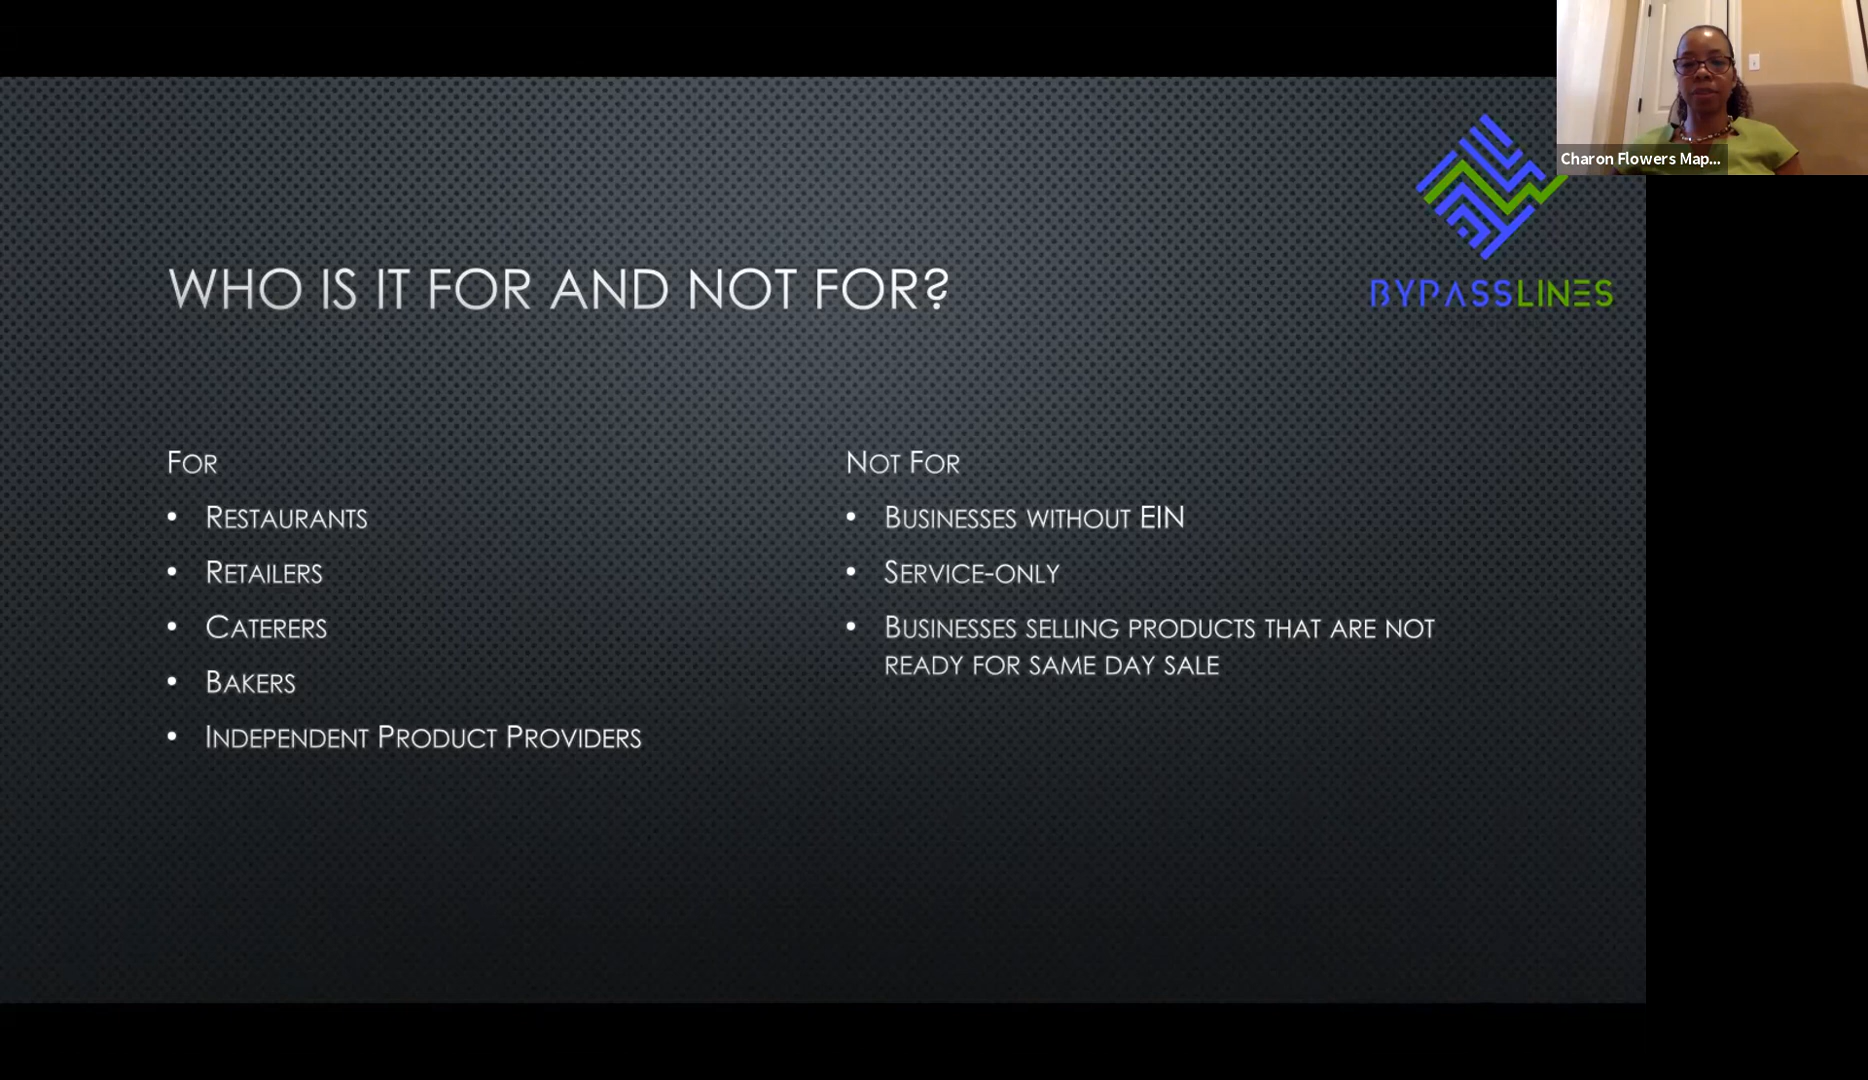 Charon Flowers Map...
BYPASSLINES
WHO IS IT FOR AND NOT FOR?
FOR
• RESTAURANTS
• RETAILERS
• CATERERS
• BAKERS
• INDEPENDENT PRODUCT PROVIDERS
NOT FOR
• BUSINESSES WITHOUT EIN
• SERVICE-ONLY
• BUSINESSES SELLING PRODUCTS THAT ARE NOT
READY FOR SAME DAY SALE